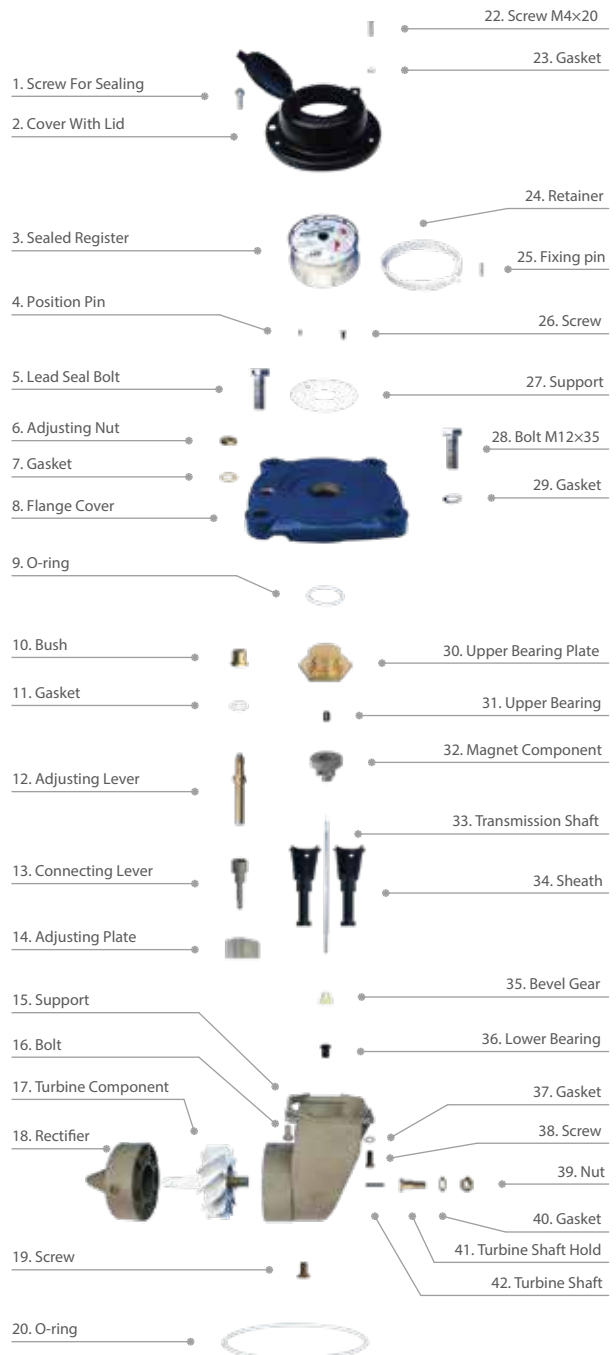 22. Screw M4×20
23. Gasket
1. Screw For Sealing
2. Cover With Lid
24. Retainer
3. Sealed Register
25. Fixing pin
4. Position Pin
26. Screw
5. Lead Seal Bolt
27. Support
6. Adjusting Nut
28. Bolt M12×35
7. Gasket
29. Gasket
8. Flange Cover
9. O-ring
10. Bush
30. Upper Bearing Plate
11. Gasket
31. Upper Bearing
32. Magnet Component
12. Adjusting Lever
33. Transmission Shaft
13. Connecting Lever
34. Sheath
14. Adjusting Plate
35. Bevel Gear
15. Support
36. Lower Bearing
16. Bolt
17. Turbine Component
37. Gasket
18. Rectifier
38. Screw
39. Nut
40. Gasket
41. Turbine Shaft Hold
19. Screw
42. Turbine Shaft
20. O-ring